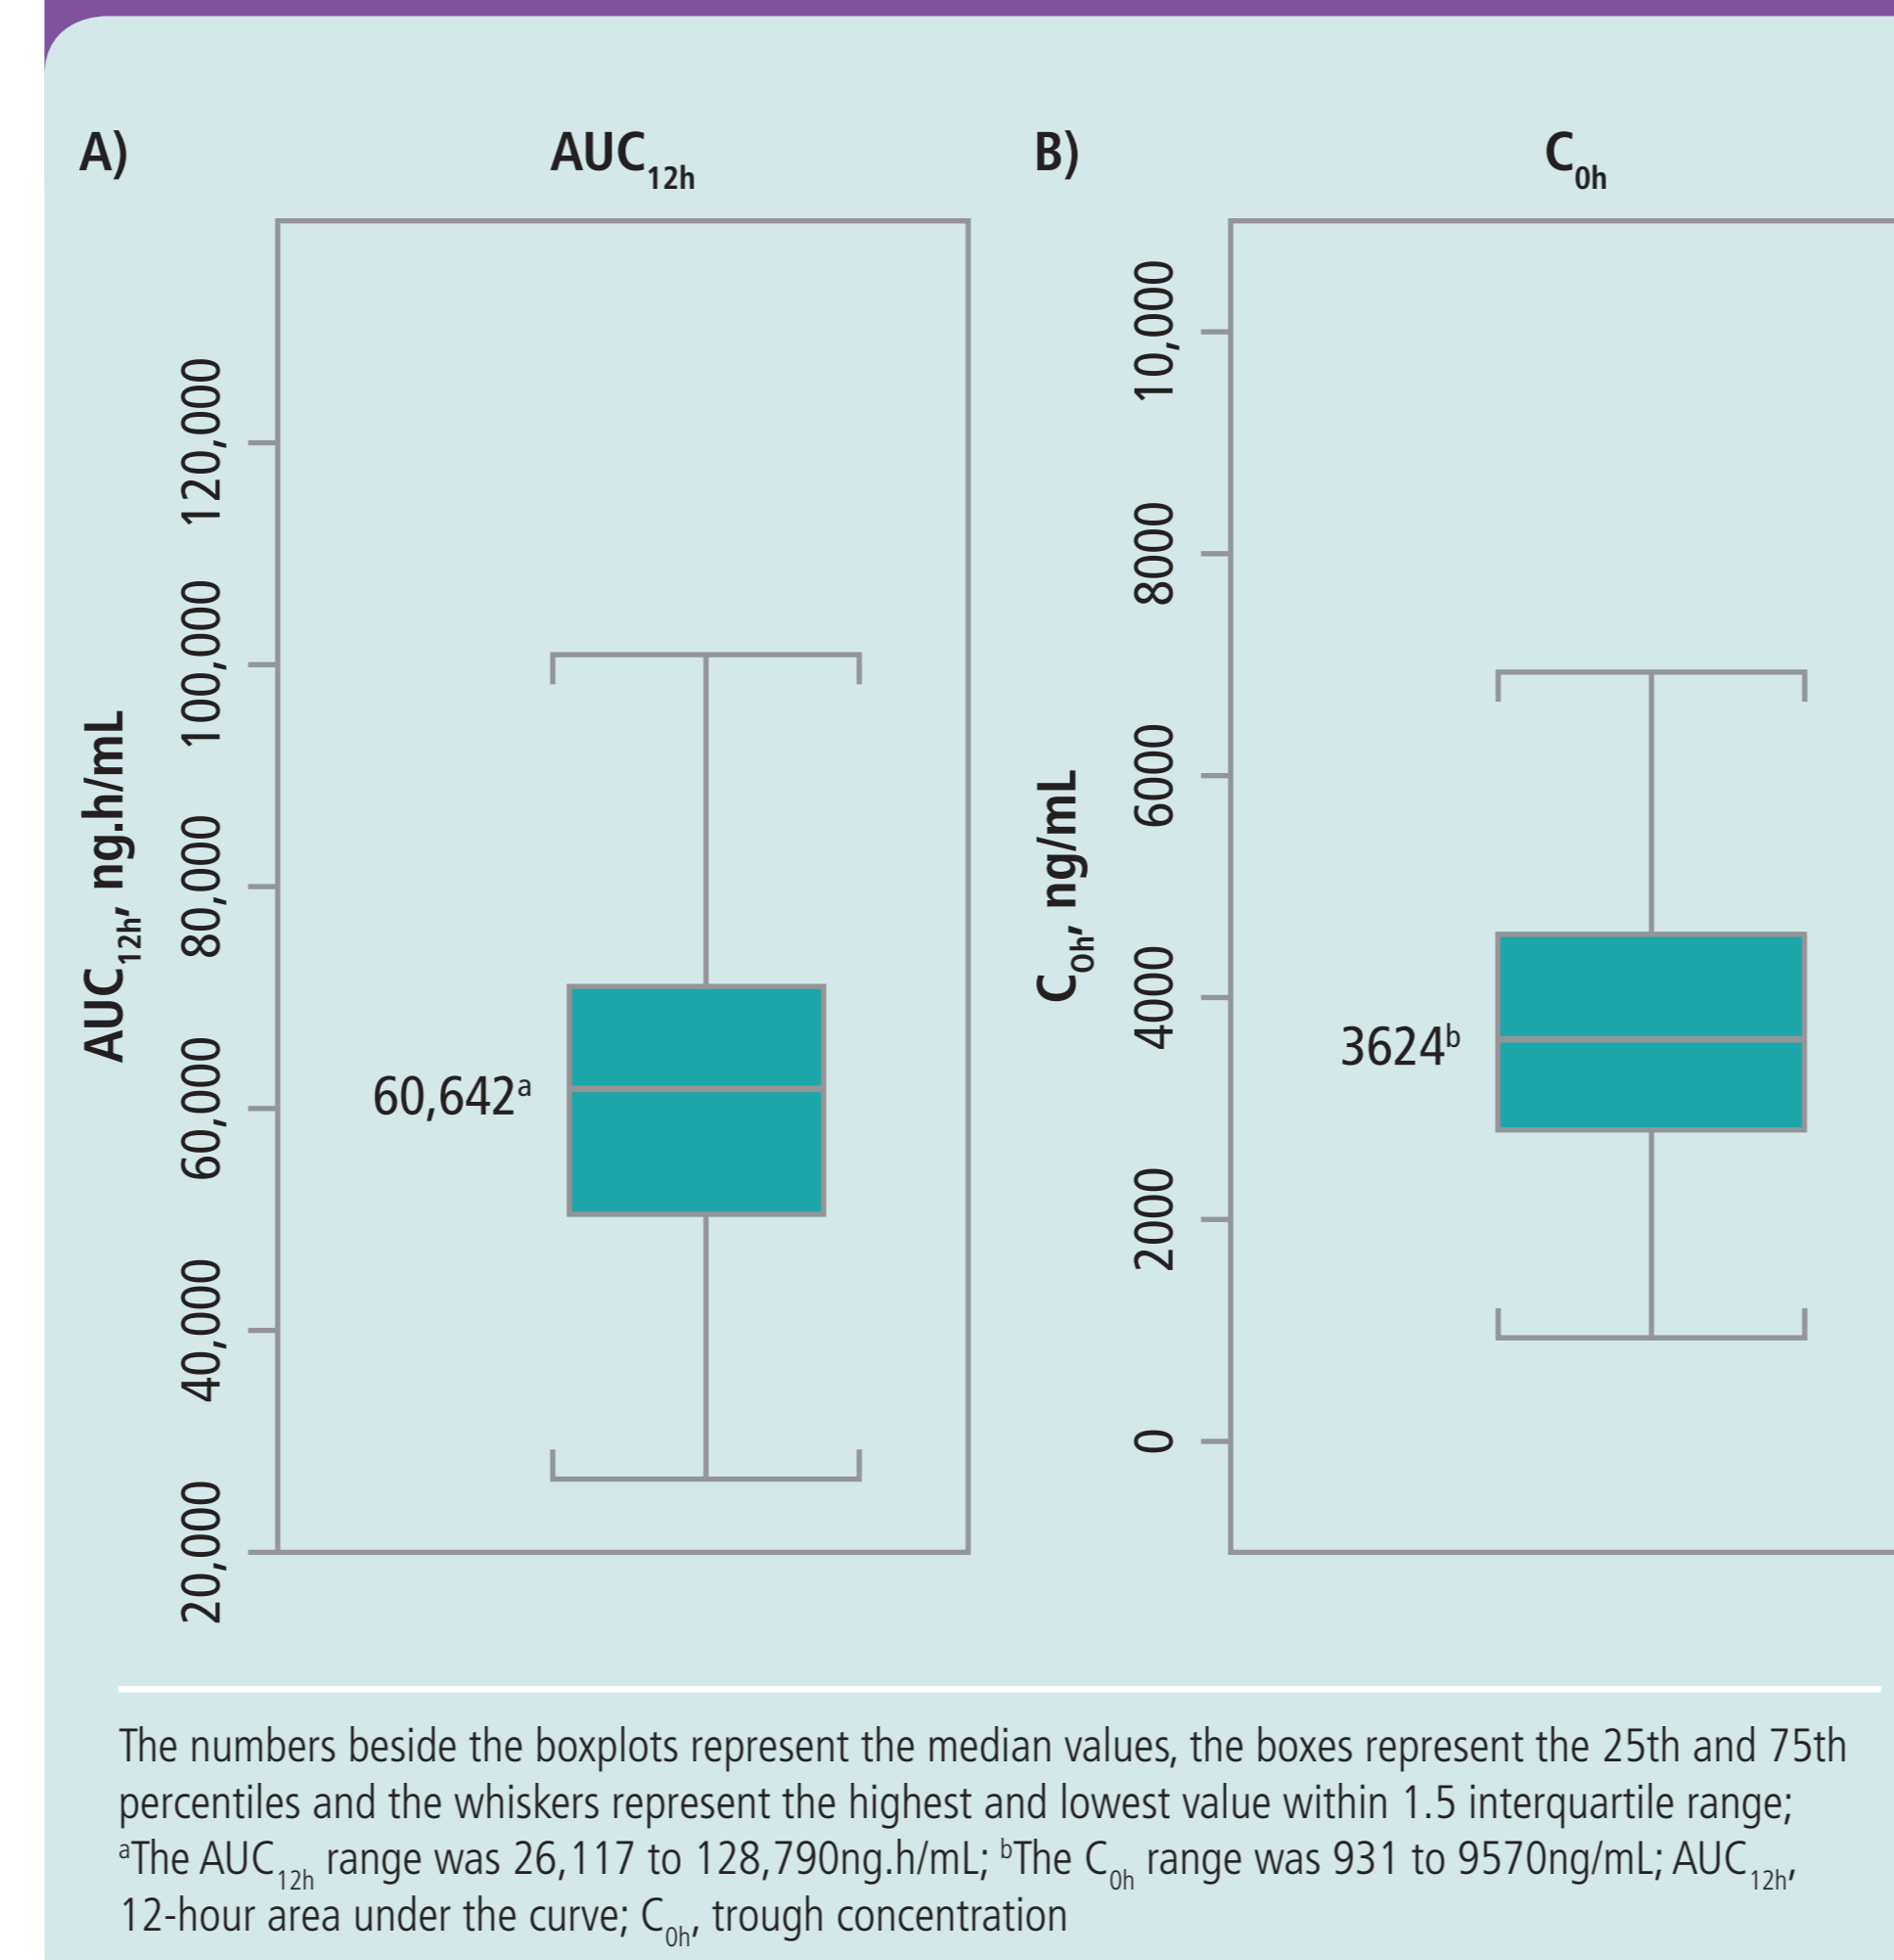 A)
AUC12h
AUC12h, ng.h/mL
120,000
100,000
80,000
60,000
40,000
20,000
60,642a
B)
C0h
C0h, ng/mL
10,000
8000
6000
4000
2000
0
3624b
The numbers beside the boxplots represent the median values, the boxes represent the 25th and 75th
percentiles and the whiskers represent the highest and lowest value within 1.5 interquartile range;
aThe AUC12h range was 26,117 to 128,790ng.h/mL; bThe C0h range was 931 to 9570ng/mL; AUC12h,
12-hour area under the curve; C0h, trough concentration